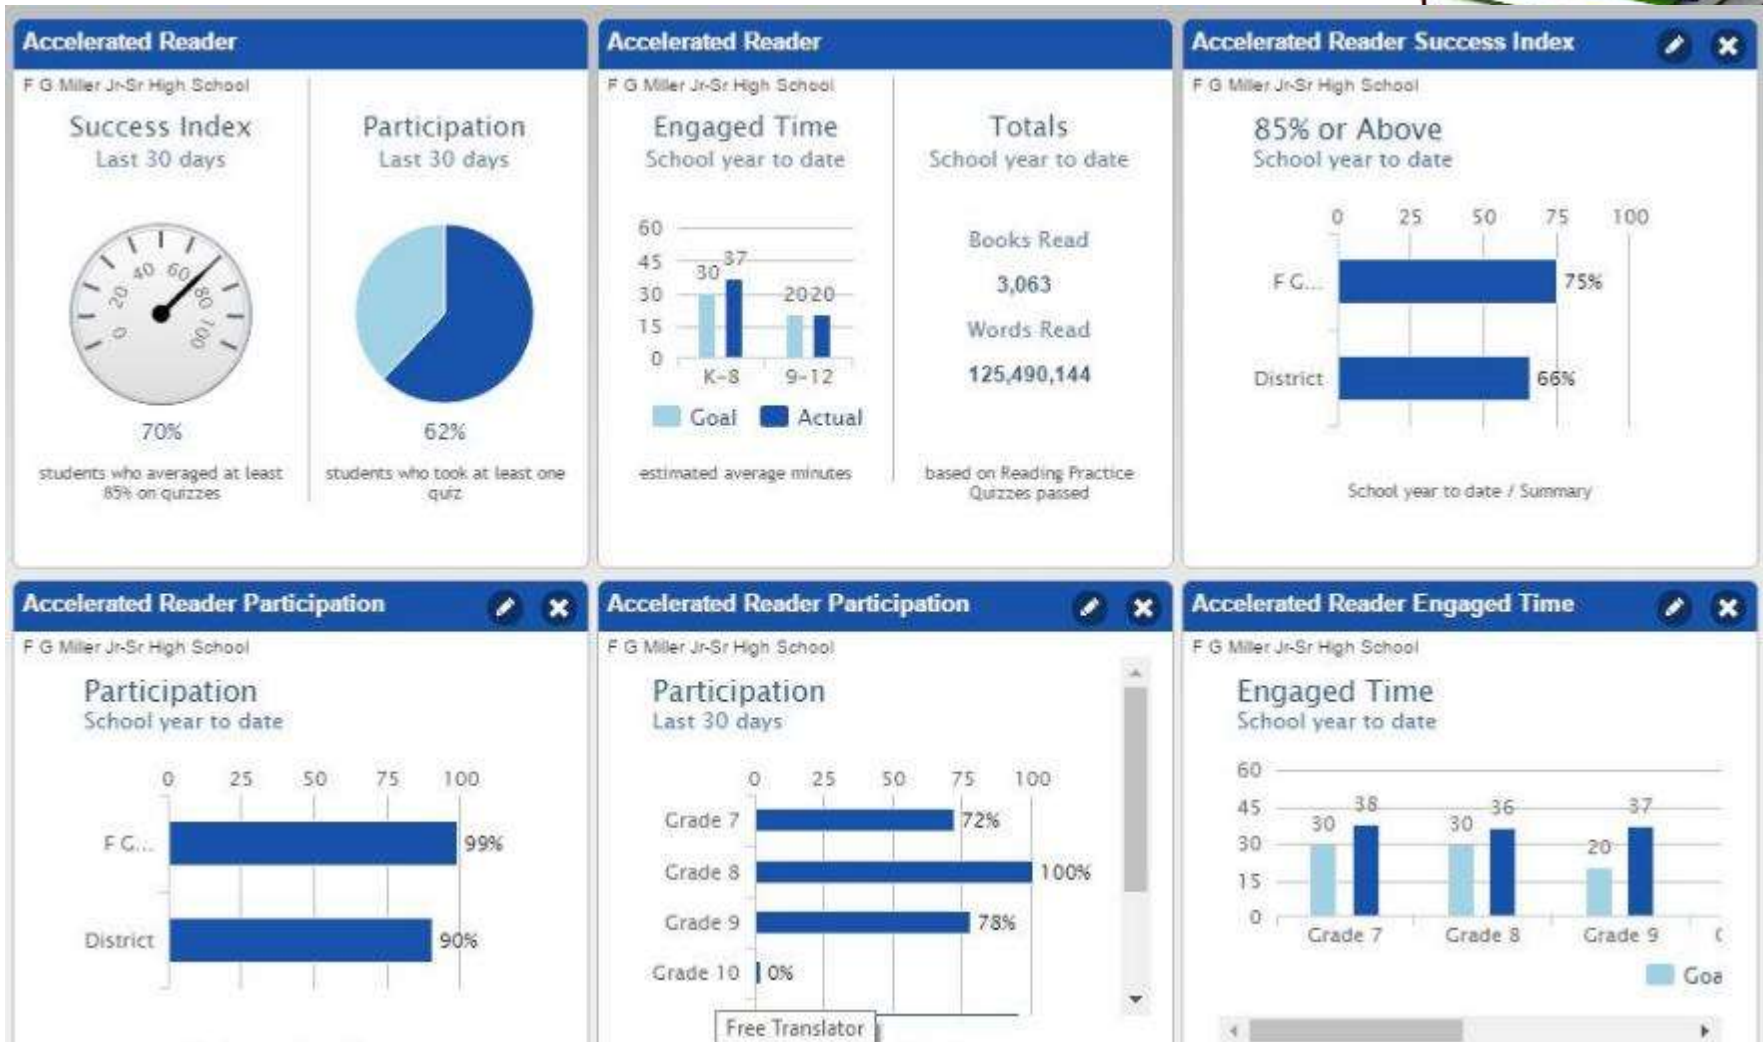 Accelerated Reader
F G Miller Jr-Sr High School
Success Index
Last 30 days
0 20 40 60 80 100
70%
students who averaged at least
85% on quizzes
Participation
Last 30 days
62%
students who took at least one
quiz
Accelerated Reader
F G Miller Jr-Sr High School
Engaged Time
School year to date
60
45
30
15
0
30 37
20 20
K-8 9-12
Goal Actual
estimated average minutes
Totals
School year to date
Books Read
3,063
Words Read
125,490,144
based on Reading Practice
Quizzes passed
Accelerated Reader Success Index
F G Miller Jr-Sr High School
85% or Above
School year to date
0 25 50 75 100
F G... 75%
District 66%
School year to date / Summary
Accelerated Reader Participation
F G Miller Jr-Sr High School
Participation
School year to date
0 25 50 75 100
F G... 99%
District 90%
Accelerated Reader Participation
F G Miller Jr-Sr High School
Participation
Last 30 days
0 25 50 75 100
Grade 7 72%
Grade 8 100%
Grade 9 78%
Grade 10 0%
Free Translator
Accelerated Reader Engaged Time
F G Miller Jr-Sr High School
Engaged Time
School year to date
60
45
30
15
0
30 38 30 36 20 37
Grade 7 Grade 8 Grade 9
Goa